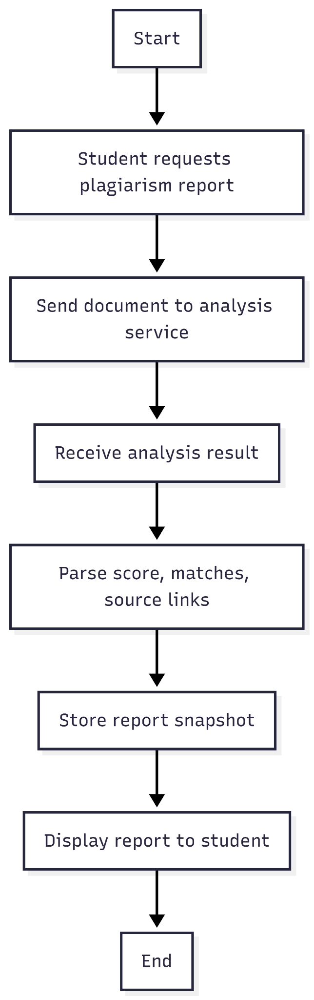 Start
Student requests
plagiarism report
Send document to analysis
service
Receive analysis result
Parse score, matches,
source links
Store report snapshot
Display report to student
End